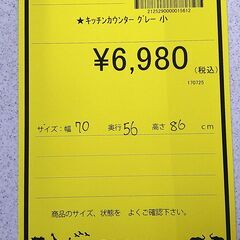 2125290000015612
★キッチンカウンター グレー 小
¥6,980
(税込)
170725
サイズ:幅 70 奥行 56 高さ 86 cm
商品のサイズ、状態を よくご確認下さい。